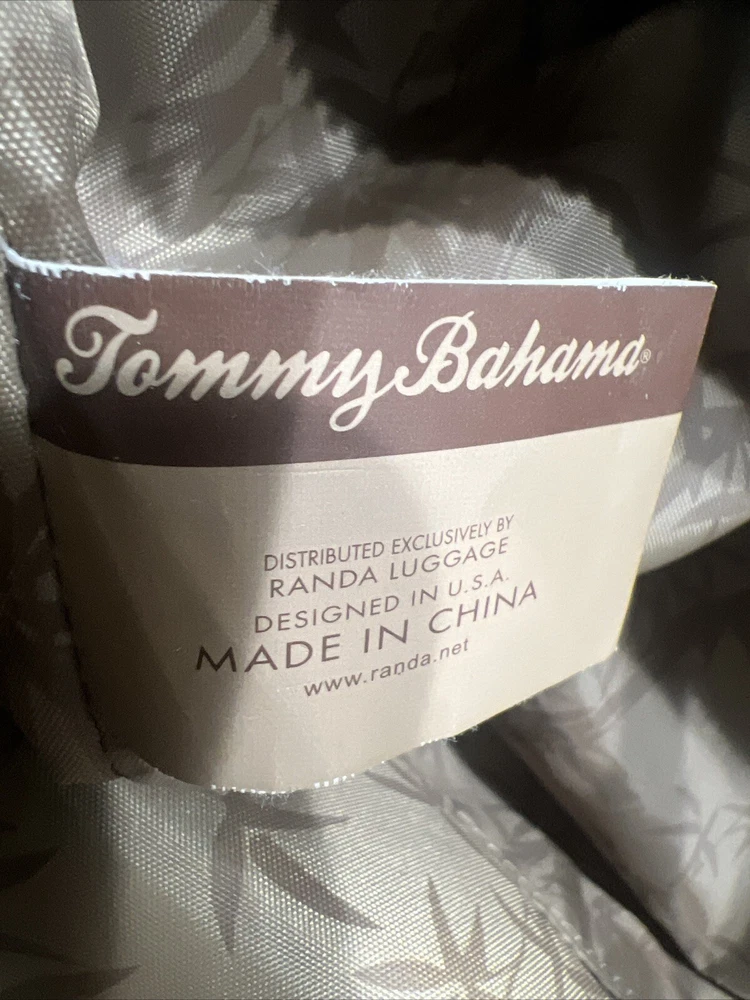 Tommy Bahama®
DISTRIBUTED EXCLUSIVELY BY
RANDA LUGGAGE
DESIGNED IN U.S.A.
MADE IN CHINA
www.randa.net